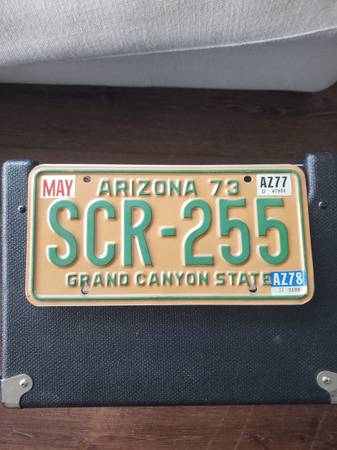 MAY
ARIZONA 73
AZ77
SCR-255
GRAND CANYON STATE
AZ78